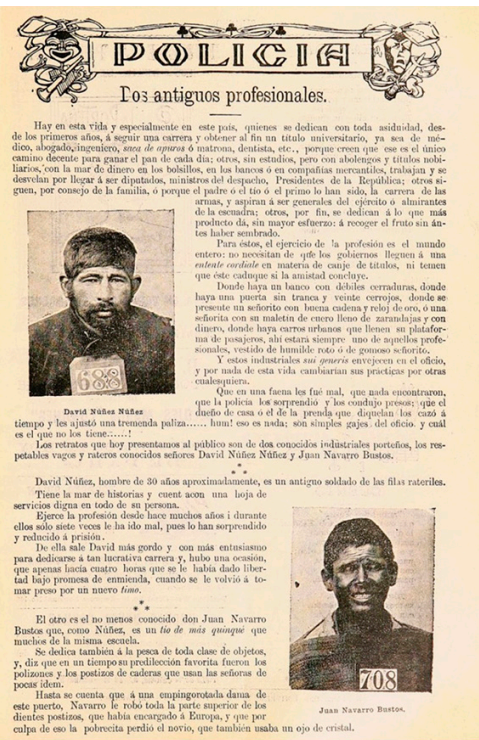 POLICIA
Dos antiguos profesionales.
Hay en esta vida y especialmente en este país, quienes se dedican con toda asiduidad, des-
de los primeros años, á seguir una carrera y obtener al fin un título universitario, ya sea de mé-
dico, abogado, ingeniero, saca de apuros ó matrona, dentista, etc., porque creen que ese es el único
camino decente para ganar el pan de cada día; otros, sin estudios, pero con abolengos y títulos nobi-
liarios, con la mar de dinero en los bolsillos, en los bancos ó en compañías mercantiles, trabajan y se
desvelan por llegar á ser diputados, ministros del despacho, Presidentes de la República; otros si-
guen, por consejo de la familia, ó porque el padre ó el tío ó el primo lo han sido, la carrera de las
armas, y aspiran á ser generales del ejército ó almirantes
de la escuadra; otros, por fin, se dedican á lo que más
producto dá, sin mayor esfuerzo: á recoger el fruto sin án-
tes haber sembrado.
Para éstos, el ejercicio de la profesión es el mundo
entero: no necesitan de que los gobiernos lleguen á una
entente cordiale en materia de canje de títulos, ni temen
que éste caduque si la amistad concluye.
Donde haya un banco con débiles cerraduras, donde
haya una puerta sin tranca y veinte cerrojos, donde se
presente un señorito con buena cadena y reloj de oro, ó una
señorita con su maletín de cuero lleno de zarandajas y con
dinero, donde haya carros urbanos que llenen su platafor-
ma de pasajeros, ahí estará siempre uno de aquellos profe-
sionales, vestido de humilde roto ó de gomoso señorito.
Y estos industriales sui generis envejecen en el oficio,
y por nada de esta vida cambiarían sus prácticas por otras
cualesquiera.
Que en una faena les fué mal, que nada encontraron,
que la policía los sorprendió y los condujo presos; que el
dueño de casa ó el de la prenda que diquelan los cazó á
tiempo y les ajustó una tremenda paliza...... hum! eso es nada; son simples gajes del oficio y cuál
es el que no los tiene.....!
Los retratos que hoy presentamos al público son de dos conocidos industriales porteños, los res-
petables vagos y rateros conocidos señores David Núñez Núñez y Juan Navarro Bustos.
688
David Núñez Núñez
* * *
David Núñez, hombre de 30 años aproximadamente, es un antiguo soldado de las filas rateriles.
Tiene la mar de historias y cuent acon una hoja de
servicios digna en todo de su persona.
Ejerce la profesión desde hace muchos años i durante
ellos sólo siete veces le ha ido mal, pues lo han sorprendido
y reducido á prisión.
De ella sale David más gordo y con más entusiasmo
para dedicarse á tan lucrativa carrera y, hubo una ocasión,
que apenas hacía cuatro horas que se le había dado liber-
tad bajo promesa de enmienda, cuando se le volvió á to-
mar preso por un nuevo timo.
* * *
El otro es el no menos conocido don Juan Navarro
Bustos que, como Núñez, es un tío de más quinqué que
muchos de la misma escuela.
Se dedica también á la pesca de toda clase de objetos,
y, diz que en un tiempo su predilección favorita fueron los
polizones y los postizos de caderas que usan las señoras de
pocas idem.
Hasta se cuenta que á una empingorotada dama de
este puerto, Navarro le robó toda la parte superior de los
dientes postizos, que había encargado á Europa, y que por
culpa de eso la pobrecita perdió el novio, que también usaba un ojo de cristal.
708
Juan Navarro Bustos.